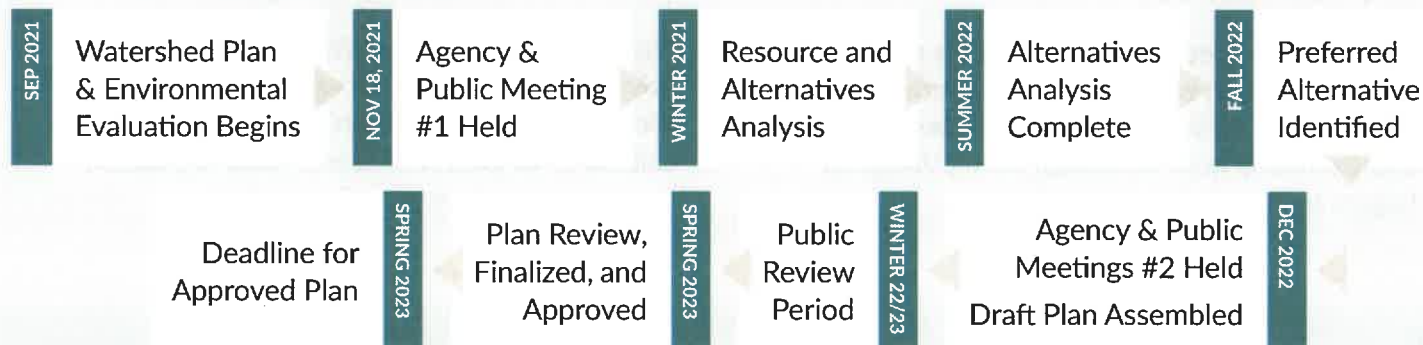 SEP 2021
Watershed Plan
& Environmental
Evaluation Begins
NOV 18, 2021
Agency &
Public Meeting
#1 Held
WINTER 2021
Resource and
Alternatives
Analysis
SUMMER 2022
Alternatives
Analysis
Complete
FALL 2022
Preferred
Alternative
Identified
DEC 2022
Agency & Public
Meetings #2 Held
Draft Plan Assembled
WINTER 22/23
Public
Review
Period
SPRING 2023
Plan Review,
Finalized, and
Approved
SPRING 2023
Deadline for
Approved Plan